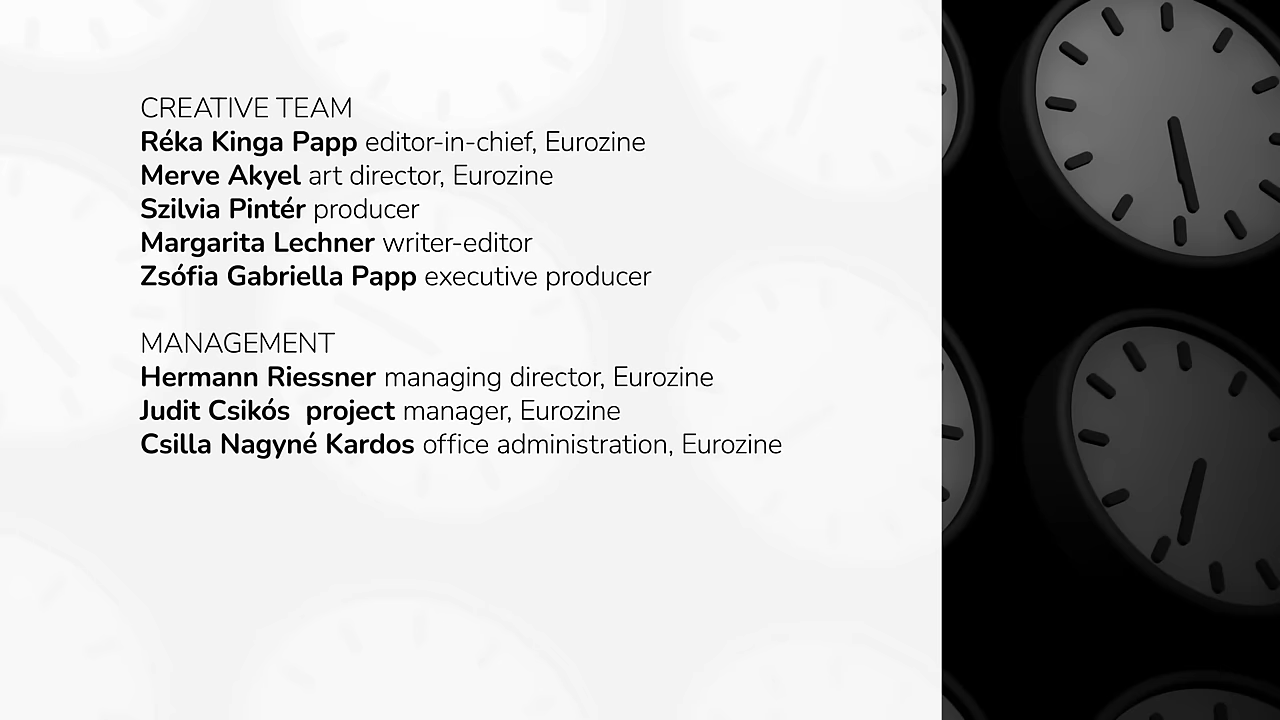 CREATIVE TEAM
Réka Kinga Papp editor-in-chief, Eurozine
Merve Akyel art director, Eurozine
Szilvia Pintér producer
Margarita Lechner writer-editor
Zsófia Gabriella Papp executive producer
MANAGEMENT
Hermann Riessner managing director, Eurozine
Judit Csikós  project manager, Eurozine
Csilla Nagyné Kardos office administration, Eurozine